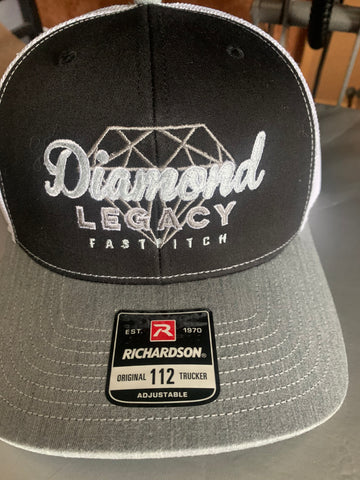 Diamond
LEGACY
FASTPITCH
EST. R 1970
RICHARDSON®
ORIGINAL 112 TRUCKER
ADJUSTABLE